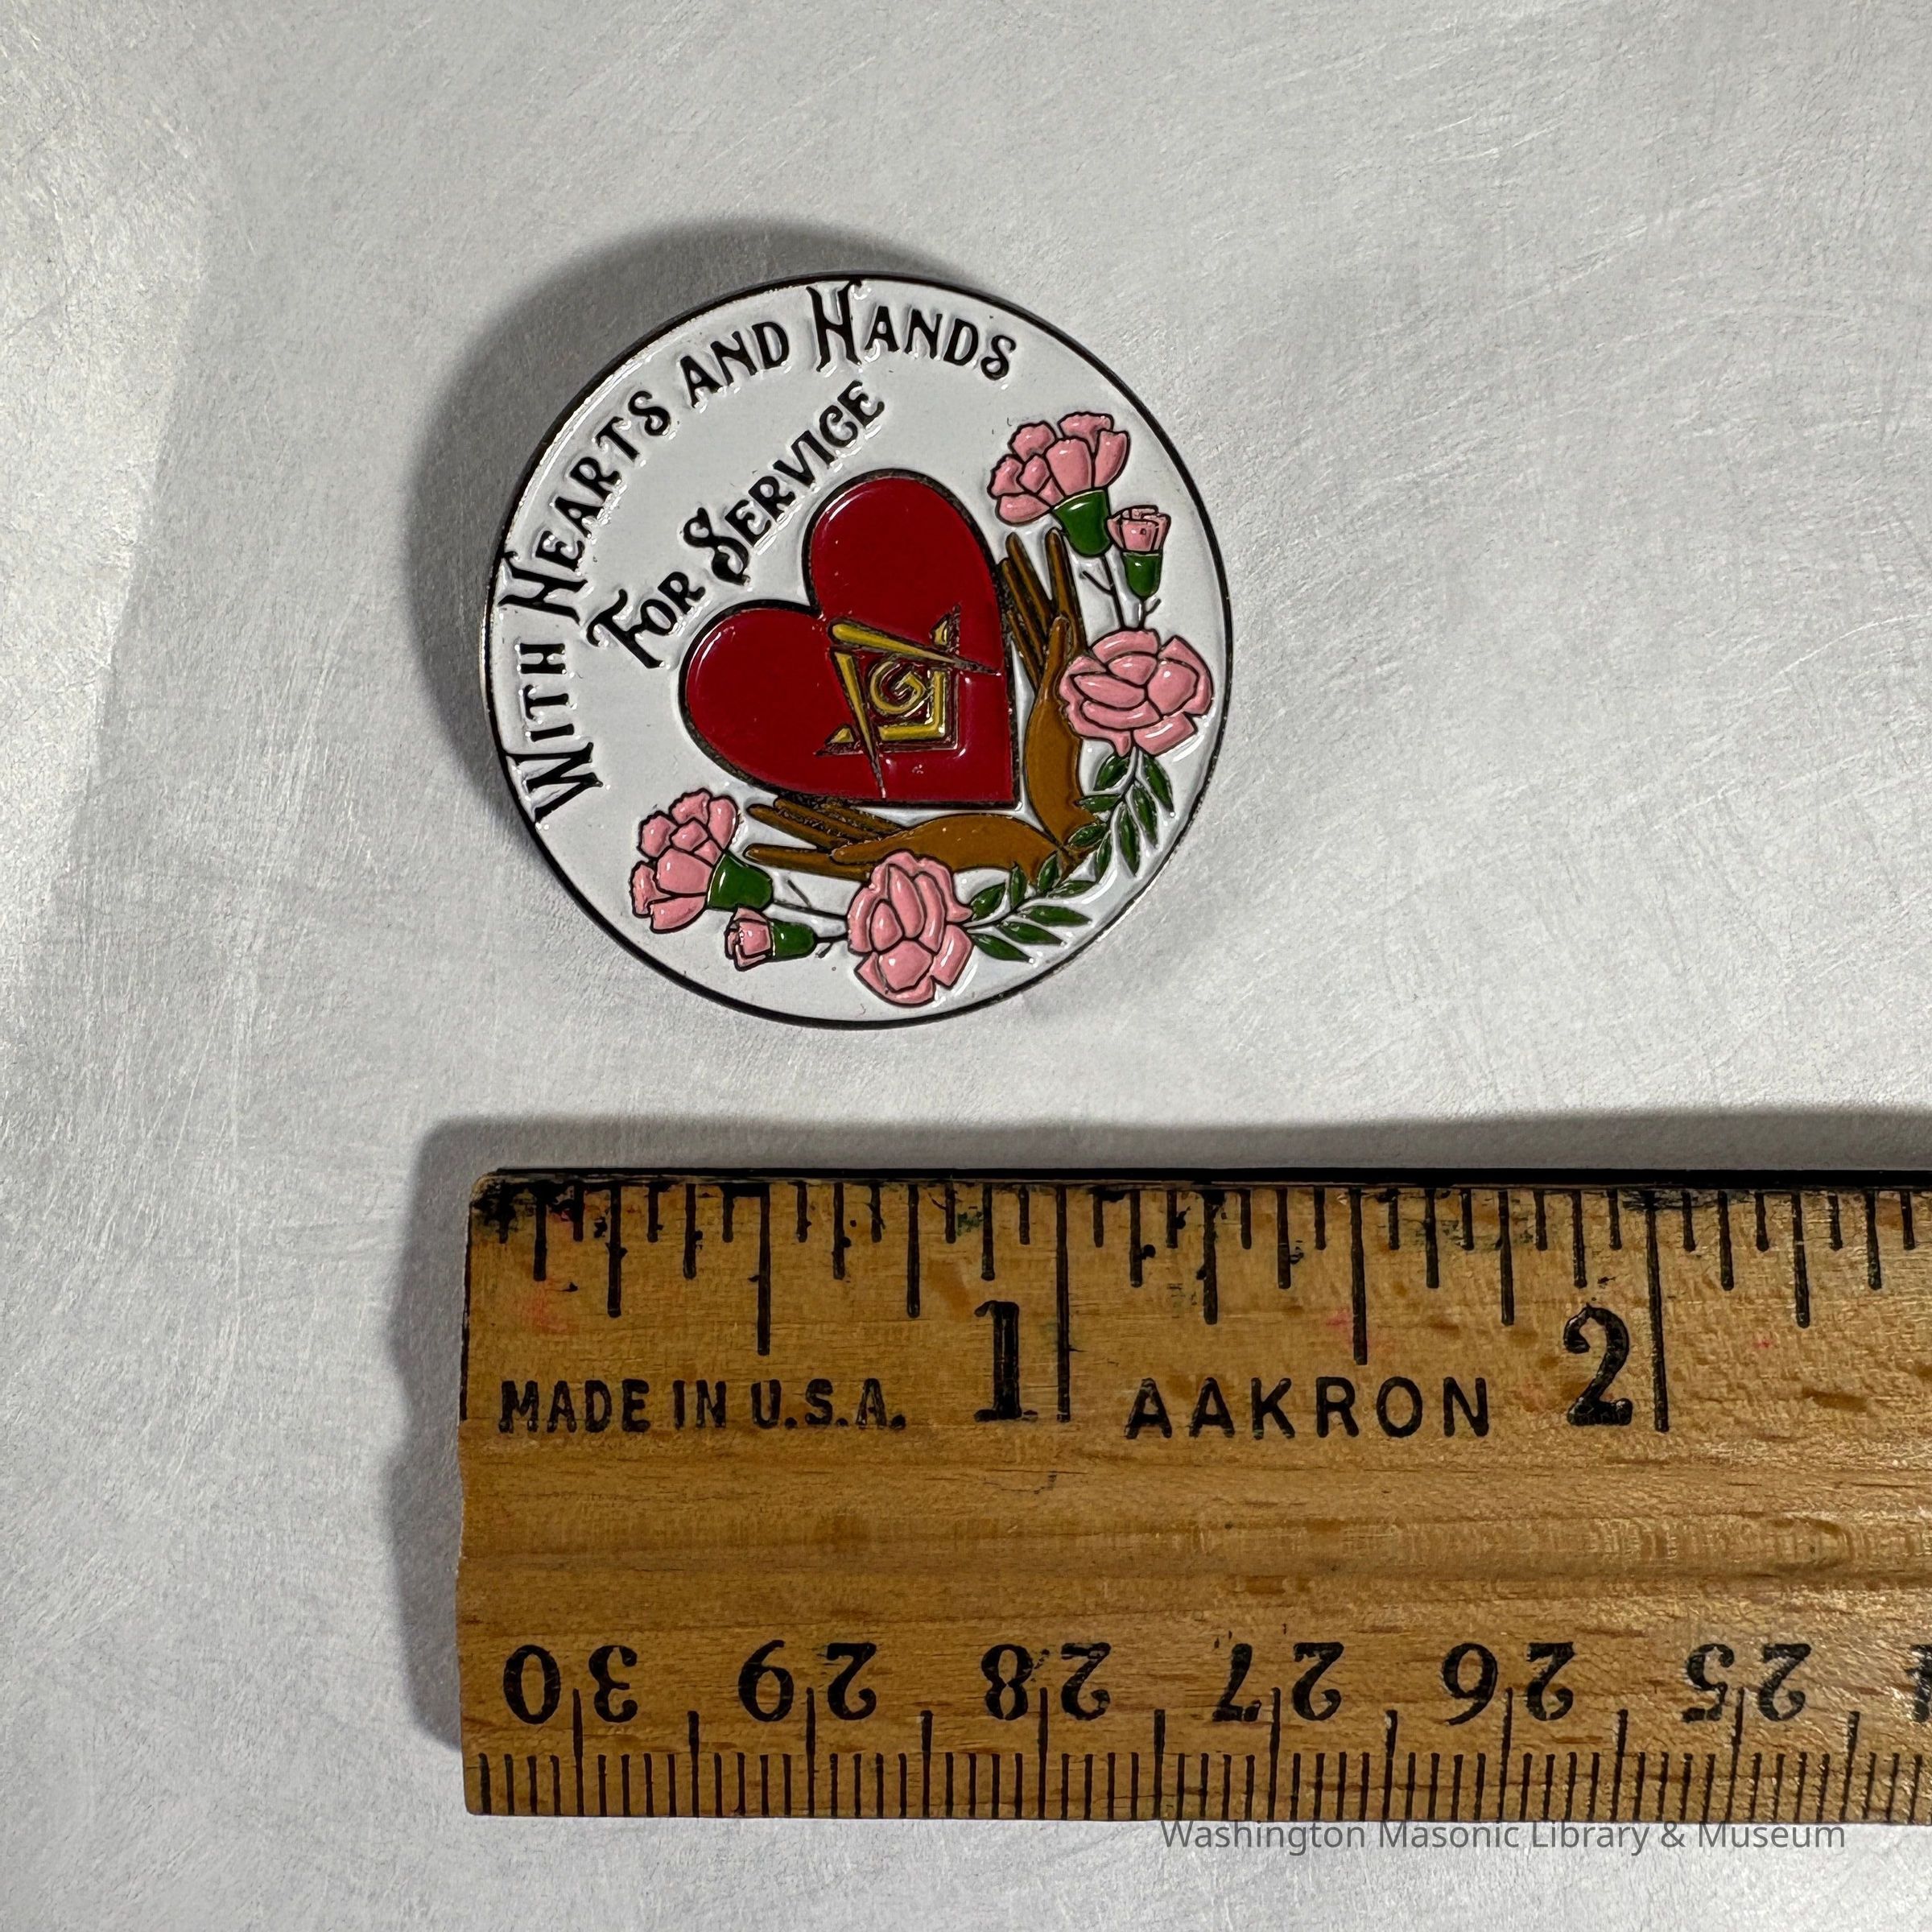 With Hearts and Hands
For Service
G
1 2
MADE IN U.S.A. AAKRON
30 29 28 27 26 25
Washington Masonic Library & Museum